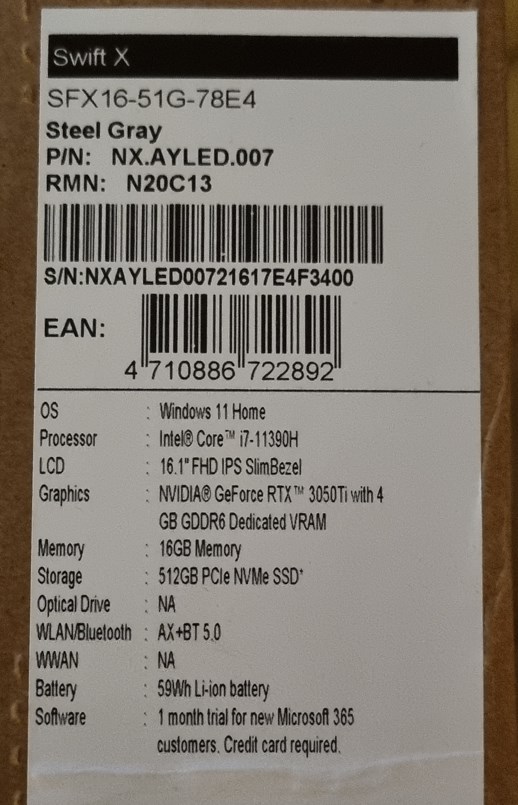 Swift X
SFX16-51G-78E4
Steel Gray
P/N: NX.AYLED.007
RMN: N20C13
S/N:NXAYLED00721617E4F3400
EAN:
4 710886 722892
OS : Windows 11 Home
Processor : Intel® Core™ i7-11390H
LCD : 16.1" FHD IPS SlimBezel
Graphics : NVIDIA® GeForce RTX™ 3050Ti with 4
GB GDDR6 Dedicated VRAM
Memory : 16GB Memory
Storage : 512GB PCIe NVMe SSD*
Optical Drive : NA
WLAN/Bluetooth : AX+BT 5.0
WWAN : NA
Battery : 59Wh Li-ion battery
Software : 1 month trial for new Microsoft 365
customers. Credit card required.